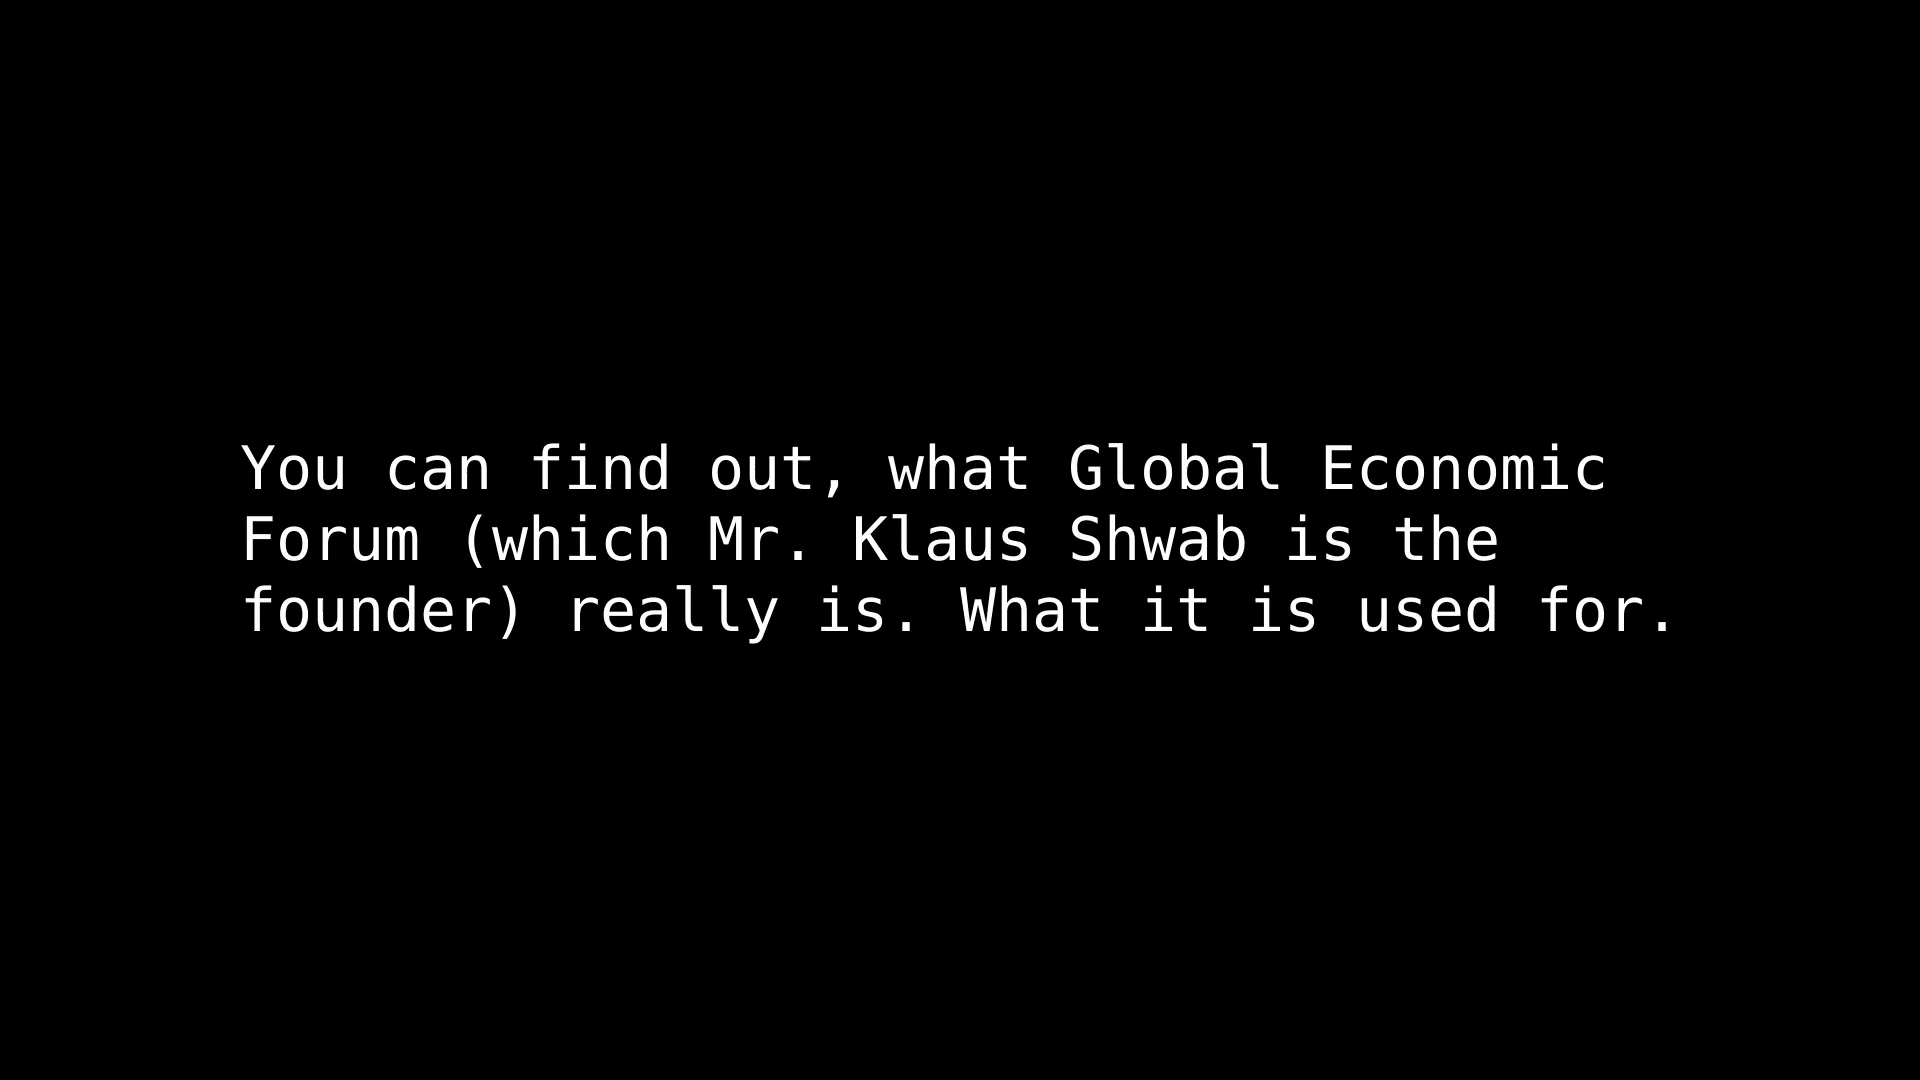 You can find out, what Global Economic
Forum (which Mr. Klaus Shwab is the
founder) really is. What it is used for.